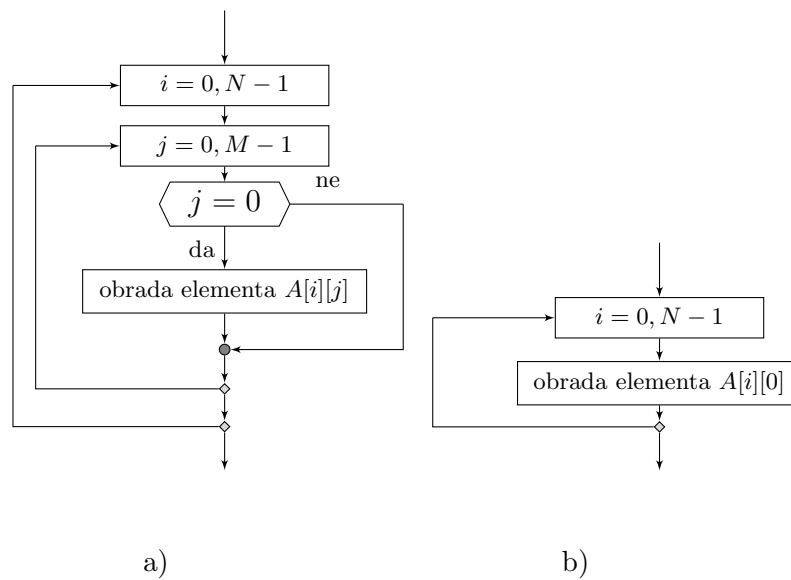 i = 0, N − 1
j = 0, M − 1
j = 0
ne
da
obrada elementa A[i][j]
a)
i = 0, N − 1
obrada elementa A[i][0]
b)